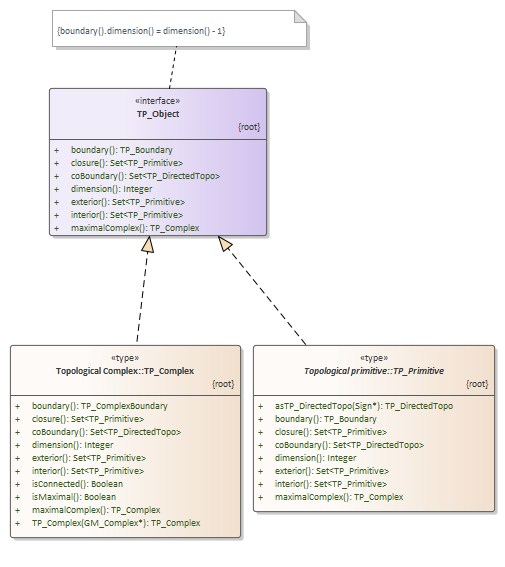 {boundary().dimension() = dimension() - 1}
«interface»
TP_Object
{root}
+ boundary(): TP_Boundary
+ closure(): Set<TP_Primitive>
+ coBoundary(): Set<TP_DirectedTopo>
+ dimension(): Integer
+ exterior(): Set<TP_Primitive>
+ interior(): Set<TP_Primitive>
+ maximalComplex(): TP_Complex
«type»
Topological Complex::TP_Complex
{root}
+ boundary(): TP_ComplexBoundary
+ closure(): Set<TP_Primitive>
+ coBoundary(): Set<TP_DirectedTopo>
+ dimension(): Integer
+ exterior(): Set<TP_Primitive>
+ interior(): Set<TP_Primitive>
+ isConnected(): Boolean
+ isMaximal(): Boolean
+ maximalComplex(): TP_Complex
+ TP_Complex(GM_Complex*): TP_Complex
«type»
Topological primitive::TP_Primitive
{root}
+ asTP_DirectedTopo(Sign*): TP_DirectedTopo
+ boundary(): TP_Boundary
+ closure(): Set<TP_Primitive>
+ coBoundary(): Set<TP_DirectedTopo>
+ dimension(): Integer
+ exterior(): Set<TP_Primitive>
+ interior(): Set<TP_Primitive>
+ maximalComplex(): TP_Complex